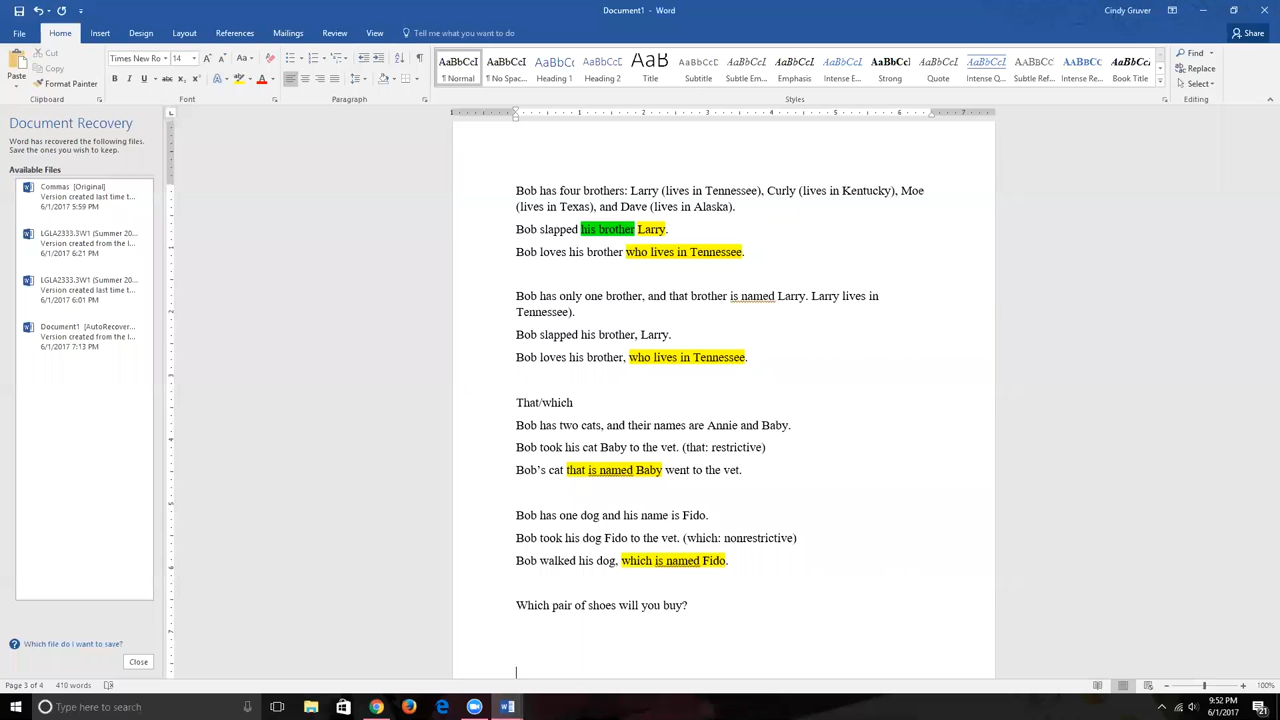 Document1 - Word
Cindy Grover
File Home Insert Design Layout References Mailings Review View Tell me what you want to do
Share
Paste
Cut
Copy
Format Painter
Times New Ro 14
AaBbCcI AaBbCcI AaBbCc AaBbCcI AaB AaBbCcI AaBbCcI AaBbCcI AaBbCcI AaBbCcI AaBbCcI AaBbCcI AaBbCc AaBbCcI
¶ Normal ¶ No Spac... Heading 1 Heading 2 Title Subtitle Subtle Em... Emphasis Intense E... Strong Quote Intense Q... Subtle Ref... Intense Re... Book Title
Find
Replace
Select
Clipboard Font Paragraph Styles Editing
Document Recovery
Word has recovered the following files.
Save the ones you wish to keep.
Available Files
Commas [Original]
Version created last time t...
6/1/2017 5:59 PM
LGLA2333.3W1 (Summer 20...
Version created from the l...
6/1/2017 6:21 PM
LGLA2333.3W1 (Summer 20...
Version created from the l...
6/1/2017 6:01 PM
Document1 [AutoRecover...
Version created from the l...
6/1/2017 7:13 PM
Which file do I want to save?
Close
Bob has four brothers: Larry (lives in Tennessee), Curly (lives in Kentucky), Moe
(lives in Texas), and Dave (lives in Alaska).
Bob slapped his brother Larry.
Bob loves his brother who lives in Tennessee.
Bob has only one brother, and that brother is named Larry. Larry lives in
Tennessee).
Bob slapped his brother, Larry.
Bob loves his brother, who lives in Tennessee.
That/which
Bob has two cats, and their names are Annie and Baby.
Bob took his cat Baby to the vet. (that: restrictive)
Bob's cat that is named Baby went to the vet.
Bob has one dog and his name is Fido.
Bob took his dog Fido to the vet. (which: nonrestrictive)
Bob walked his dog, which is named Fido.
Which pair of shoes will you buy?
Page 3 of 4 410 words
100%
Type here to search
9:52 PM
6/1/2017